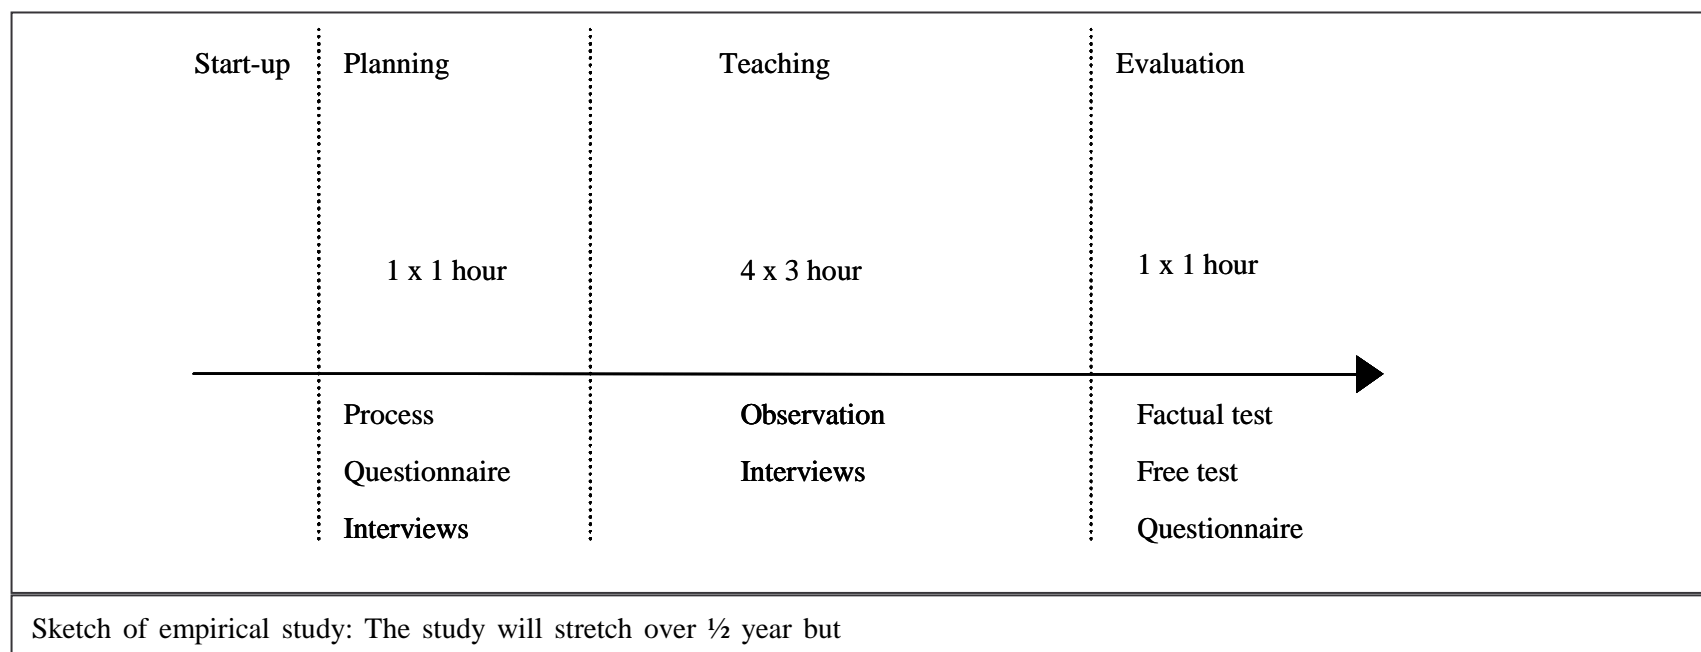 Start-up Planning Teaching Evaluation
1 x 1 hour 4 x 3 hour 1 x 1 hour
Process Observation Factual test
Questionnaire Interviews Free test
Interviews Questionnaire
Sketch of empirical study: The study will stretch over ½ year but